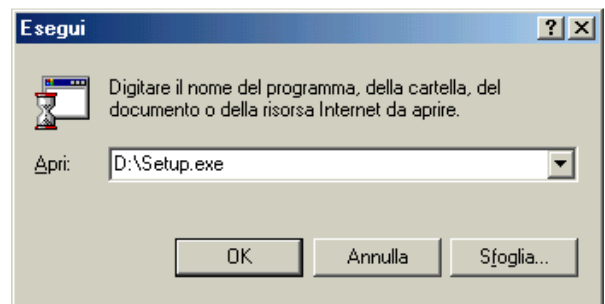 Esegui
Digitare il nome del programma, della cartella, del
documento o della risorsa Internet da aprire.
Apri: D:\Setup.exe
OK Annulla Sfoglia...